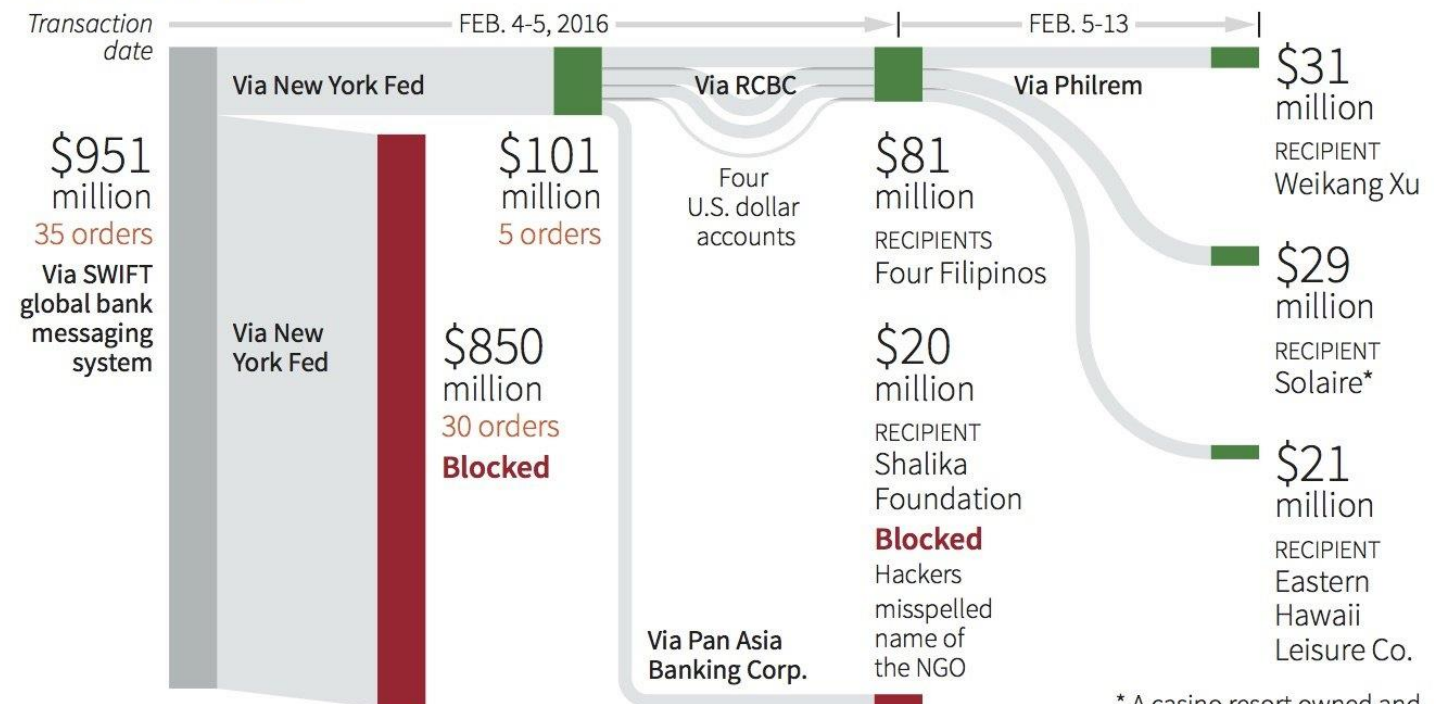 Transaction
date
FEB. 4-5, 2016
FEB. 5-13
Via New York Fed
Via RCBC
Via Philrem
$951
million
35 orders
Via SWIFT
global bank
messaging
system
Via New
York Fed
$850
million
30 orders
Blocked
$101
million
5 orders
Four
U.S. dollar
accounts
$81
million
RECIPIENTS
Four Filipinos
$20
million
RECIPIENT
Shalika
Foundation
Blocked
Hackers
misspelled
name of
the NGO
Via Pan Asia
Banking Corp.
$31
million
RECIPIENT
Weikang Xu
$29
million
RECIPIENT
Solaire*
$21
million
RECIPIENT
Eastern
Hawaii
Leisure Co.
* A casino resort owned and